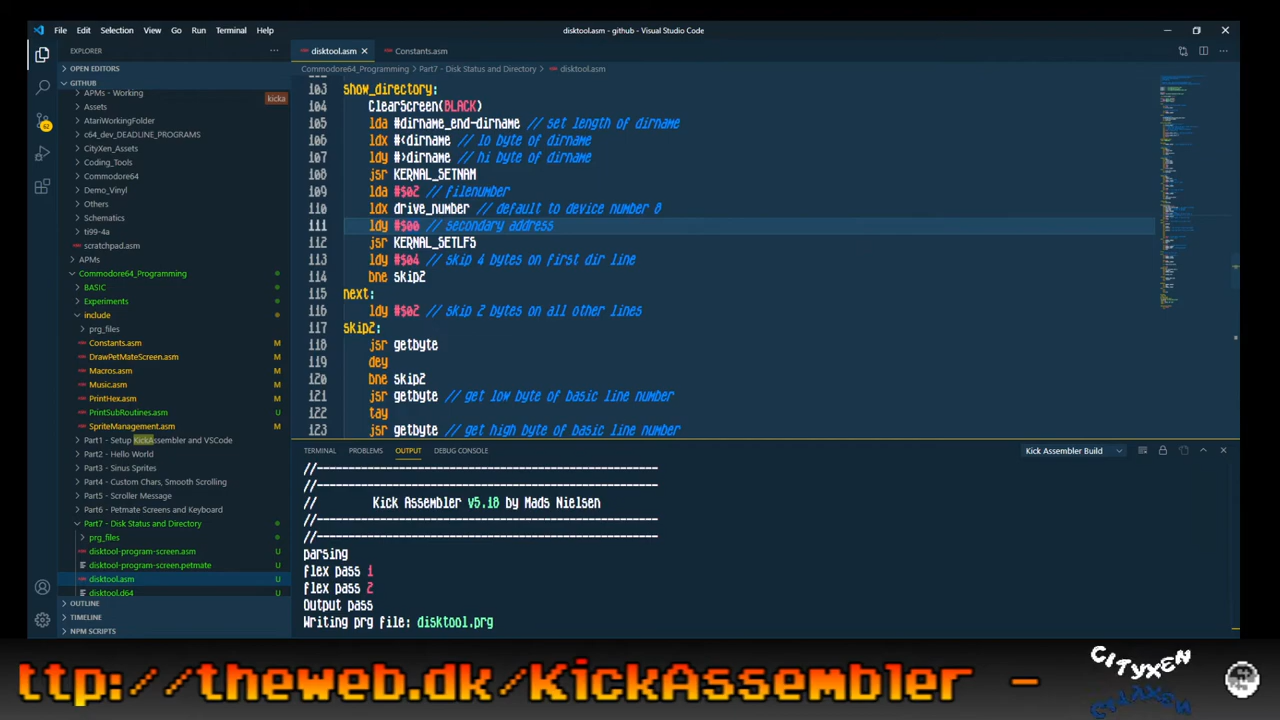 File Edit Selection View Go Run Terminal Help
disktool.asm - github - Visual Studio Code
EXPLORER
OPEN EDITORS
GITHUB
APMs - Working
kicka
Assets
AtariWorkingFolder
c64_dev_DEADLINE_PROGRAMS
CityXen_Assets
Coding_Tools
Commodore64
Demo_Vinyl
Others
Schematics
ti99-4a
scratchpad.asm
APMs
Commodore64_Programming
BASIC
Experiments
include
prg_files
Constants.asm M
DrawPetMateScreen.asm M
Macros.asm M
Music.asm M
PrintHex.asm M
PrintSubRoutines.asm U
SpriteManagement.asm M
Part1 - Setup KickAssembler and VSCode
Part2 - Hello World
Part3 - Sinus Sprites
Part4 - Custom Chars, Smooth Scrolling
Part5 - Scroller Message
Part6 - Petmate Screens and Keyboard
Part7 - Disk Status and Directory
prg_files
disktool-program-screen.asm U
disktool-program-screen.petmate U
disktool.asm U
disktool.d64 U
OUTLINE
TIMELINE
NPM SCRIPTS
62
disktool.asm Constants.asm
Commodore64_Programming > Part7 - Disk Status and Directory > disktool.asm
103 show_directory:
104 ClearScreen(BLACK)
105 lda #dirname_end-dirname // set length of dirname
106 ldx #<dirname // lo byte of dirname
107 ldy #>dirname // hi byte of dirname
108 jsr KERNAL_SETNAM
109 lda #$02 // filenumber
110 ldx drive_number // default to device number 8
111 ldy #$00 // secondary address
112 jsr KERNAL_SETLFS
113 ldy #$04 // skip 4 bytes on first dir line
114 bne skip2
115 next:
116 ldy #$02 // skip 2 bytes on all other lines
117 skip2:
118 jsr getbyte
119 dey
120 bne skip2
121 jsr getbyte // get low byte of basic line number
122 tay
123 jsr getbyte // get high byte of basic line number
TERMINAL PROBLEMS OUTPUT DEBUG CONSOLE
Kick Assembler Build
//------------------------------------------------------
//------------------------------------------------------
// Kick Assembler v5.18 by Mads Nielsen
//------------------------------------------------------
//------------------------------------------------------
parsing
flex pass 1
flex pass 2
Output pass
Writing prg file: disktool.prg
ttp://theweb.dk/KickAssembler -
CITYXEN